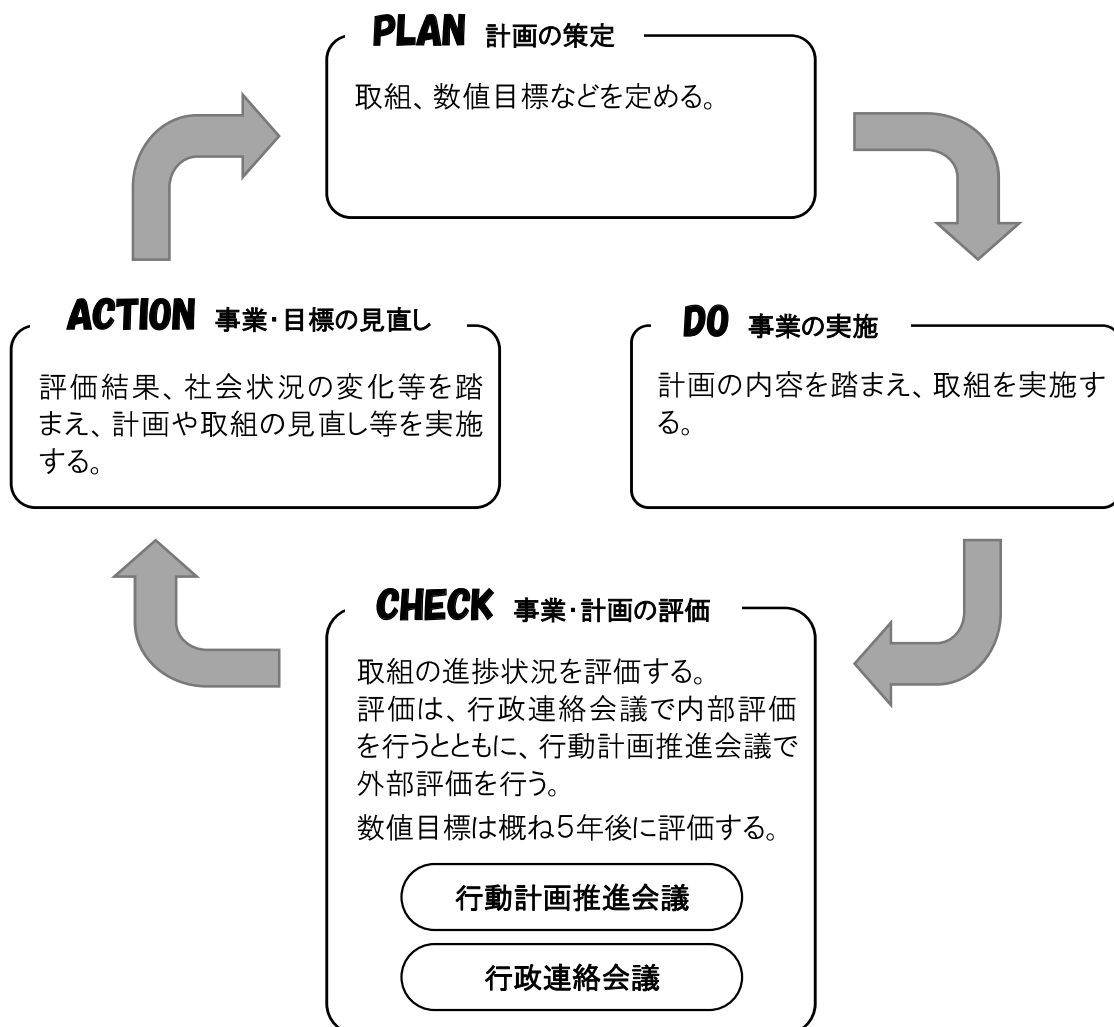 PLAN 計画の策定
取組、数値目標などを定める。
ACTION 事業・目標の見直し
評価結果、社会状況の変化等を踏
まえ、計画や取組の見直し等を実施
する。
DO 事業の実施
計画の内容を踏まえ、取組を実施す
る。
CHECK 事業・計画の評価
取組の進捗状況を評価する。
評価は、行政連絡会議で内部評価
を行うとともに、行動計画推進会議で
外部評価を行う。
数値目標は概ね5年後に評価する。
行動計画推進会議
行政連絡会議